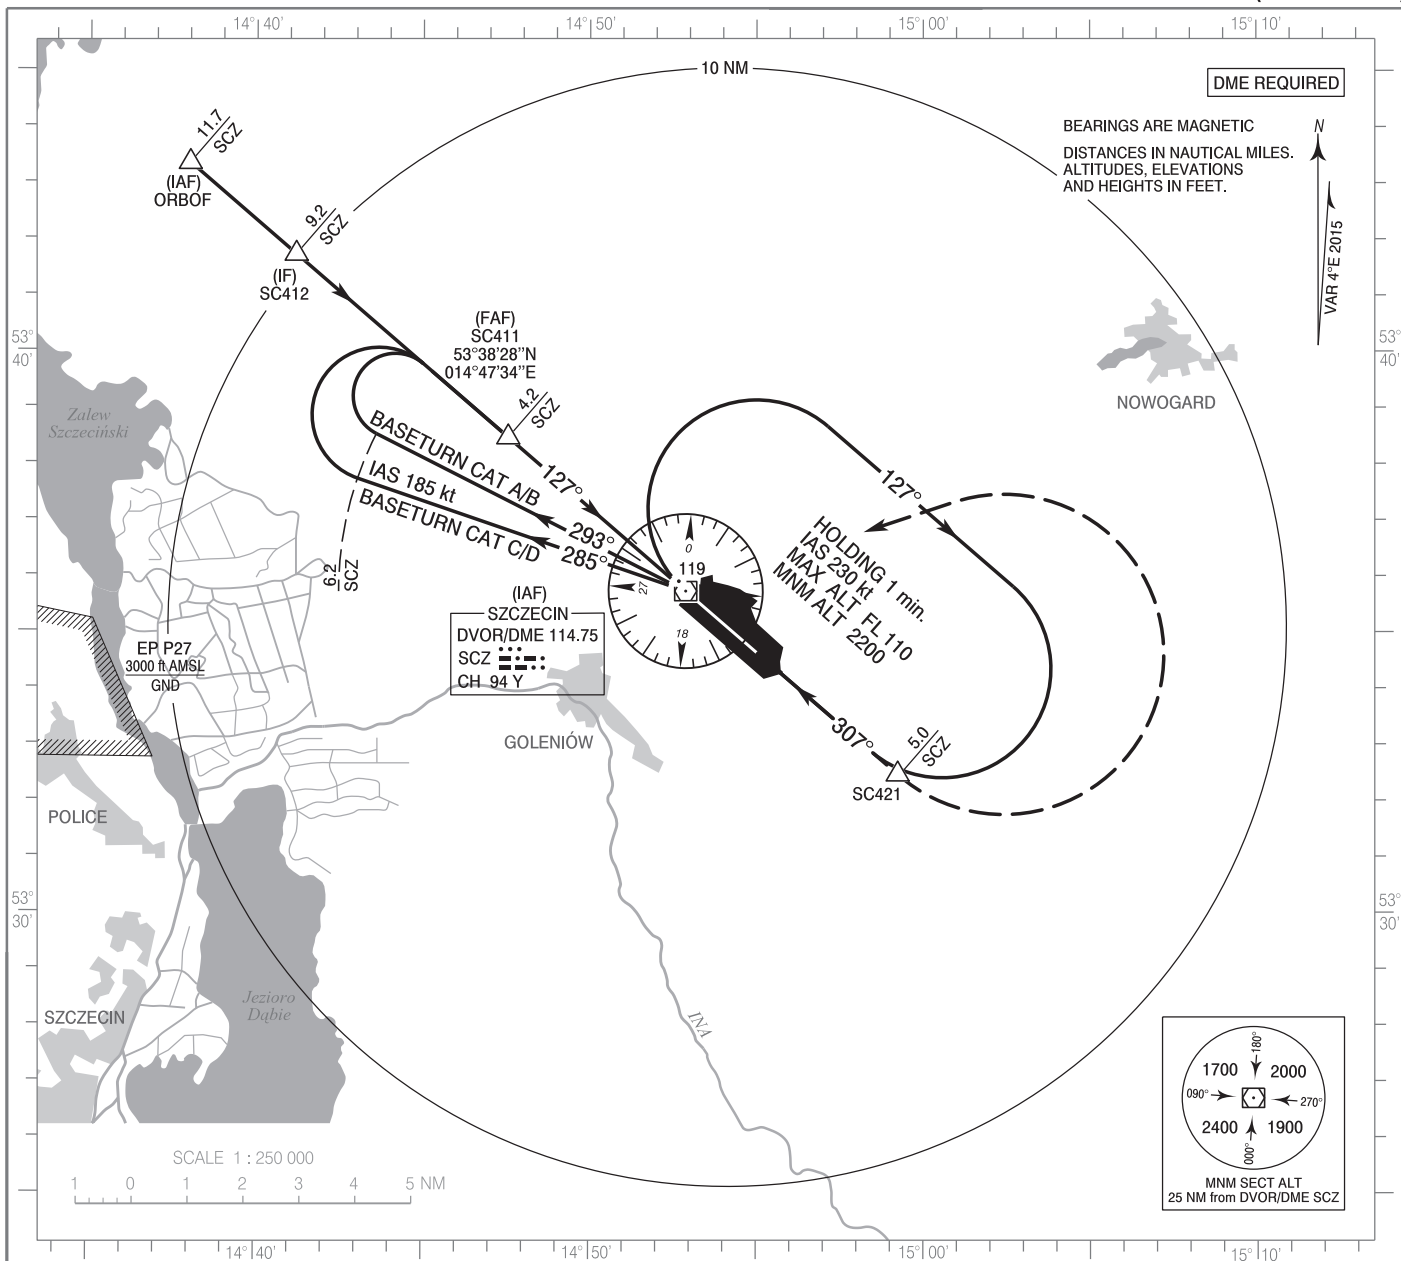 14°40'
14°50'
15°00'
15°10'
10 NM
DME REQUIRED
BEARINGS ARE MAGNETIC
DISTANCES IN NAUTICAL MILES.
ALTITUDES, ELEVATIONS
AND HEIGHTS IN FEET.
N
VAR 4°E 2015
11.7
SCZ
(IAF)
ORBOF
9.2
SCZ
(IF)
SC412
(FAF)
SC411
53°38'28"N
014°47'34"E
4.2
SCZ
53°
40'
53°
40'
NOWOGARD
Zalew
Szczeciński
BASETURN CAT A/B
IAS 185 kt
BASETURN CAT C/D
127°
293°
285°
127°
HOLDING 1 min.
IAS 230 kt
MAX ALT FL 110
MNM ALT 2200
6.2
SCZ
0
119
27
18
(IAF)
SZCZECIN
DVOR/DME 114.75
SCZ
CH 94 Y
EP P27
3000 ft AMSL
GND
GOLENIÓW
307°
5.0
SCZ
SC421
POLICE
53°
30'
53°
30'
SZCZECIN
Jezioro
Dąbie
INA
180°
1700
2000
090°
270°
2400
1900
000°
MNM SECT ALT
25 NM from DVOR/DME SCZ
SCALE 1 : 250 000
1 0 1 2 3 4 5 NM
14°40'
14°50'
15°00'
15°10'